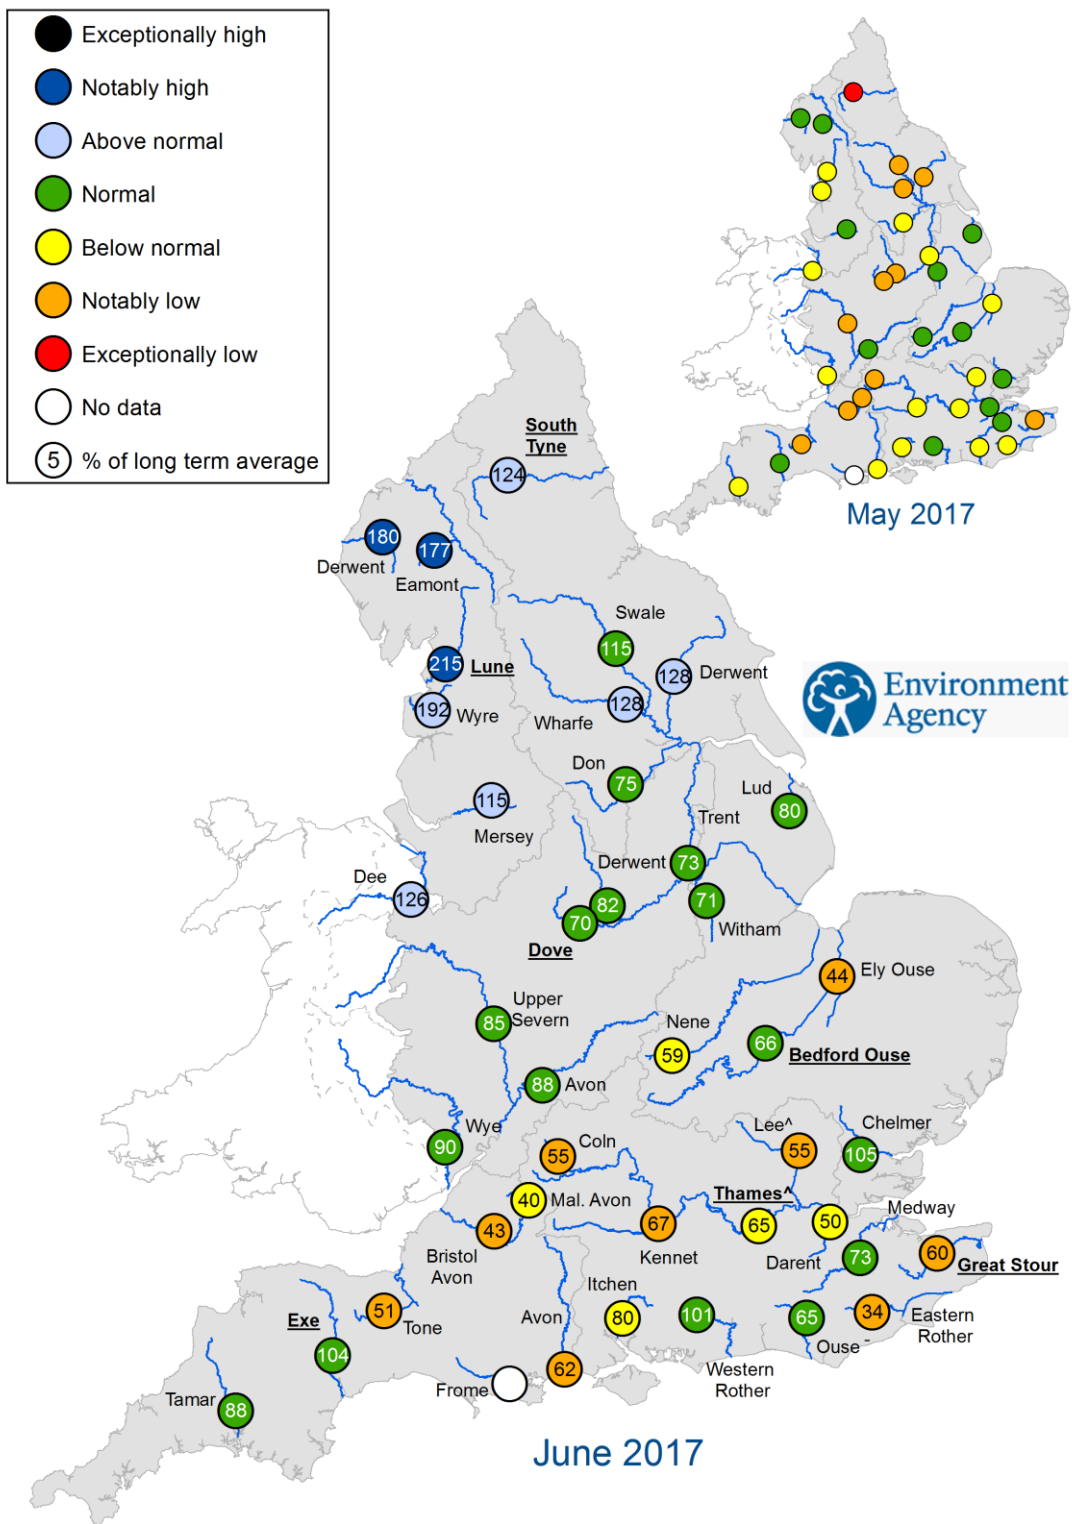 Exceptionally high
Notably high
Above normal
Normal
Below normal
Notably low
Exceptionally low
No data
5 % of long term average
May 2017
South
Tyne
124
180
177
Derwent
Eamont
Swale
115
215
Lune
128
Derwent
192
Wyre
Wharfe
128
Environment
Agency
Don
75
Lud
80
115
Mersey
Trent
Derwent
73
Dee
126
82
70
71
Witham
Dove
44
Ely Ouse
Upper
Severn
85
Nene
59
66
Bedford Ouse
88
Avon
Wye
90
Coln
55
Lee^
55
Chelmer
105
40
Mal. Avon
Thames^
65
50
Medway
43
Bristol
Avon
67
Kennet
Darent
73
60
Great Stour
Itchen
80
Exe
51
Tone
Avon
101
65
Ouse
34
Eastern
Rother
104
Western
Rother
62
Frome
Tamar
88
June 2017